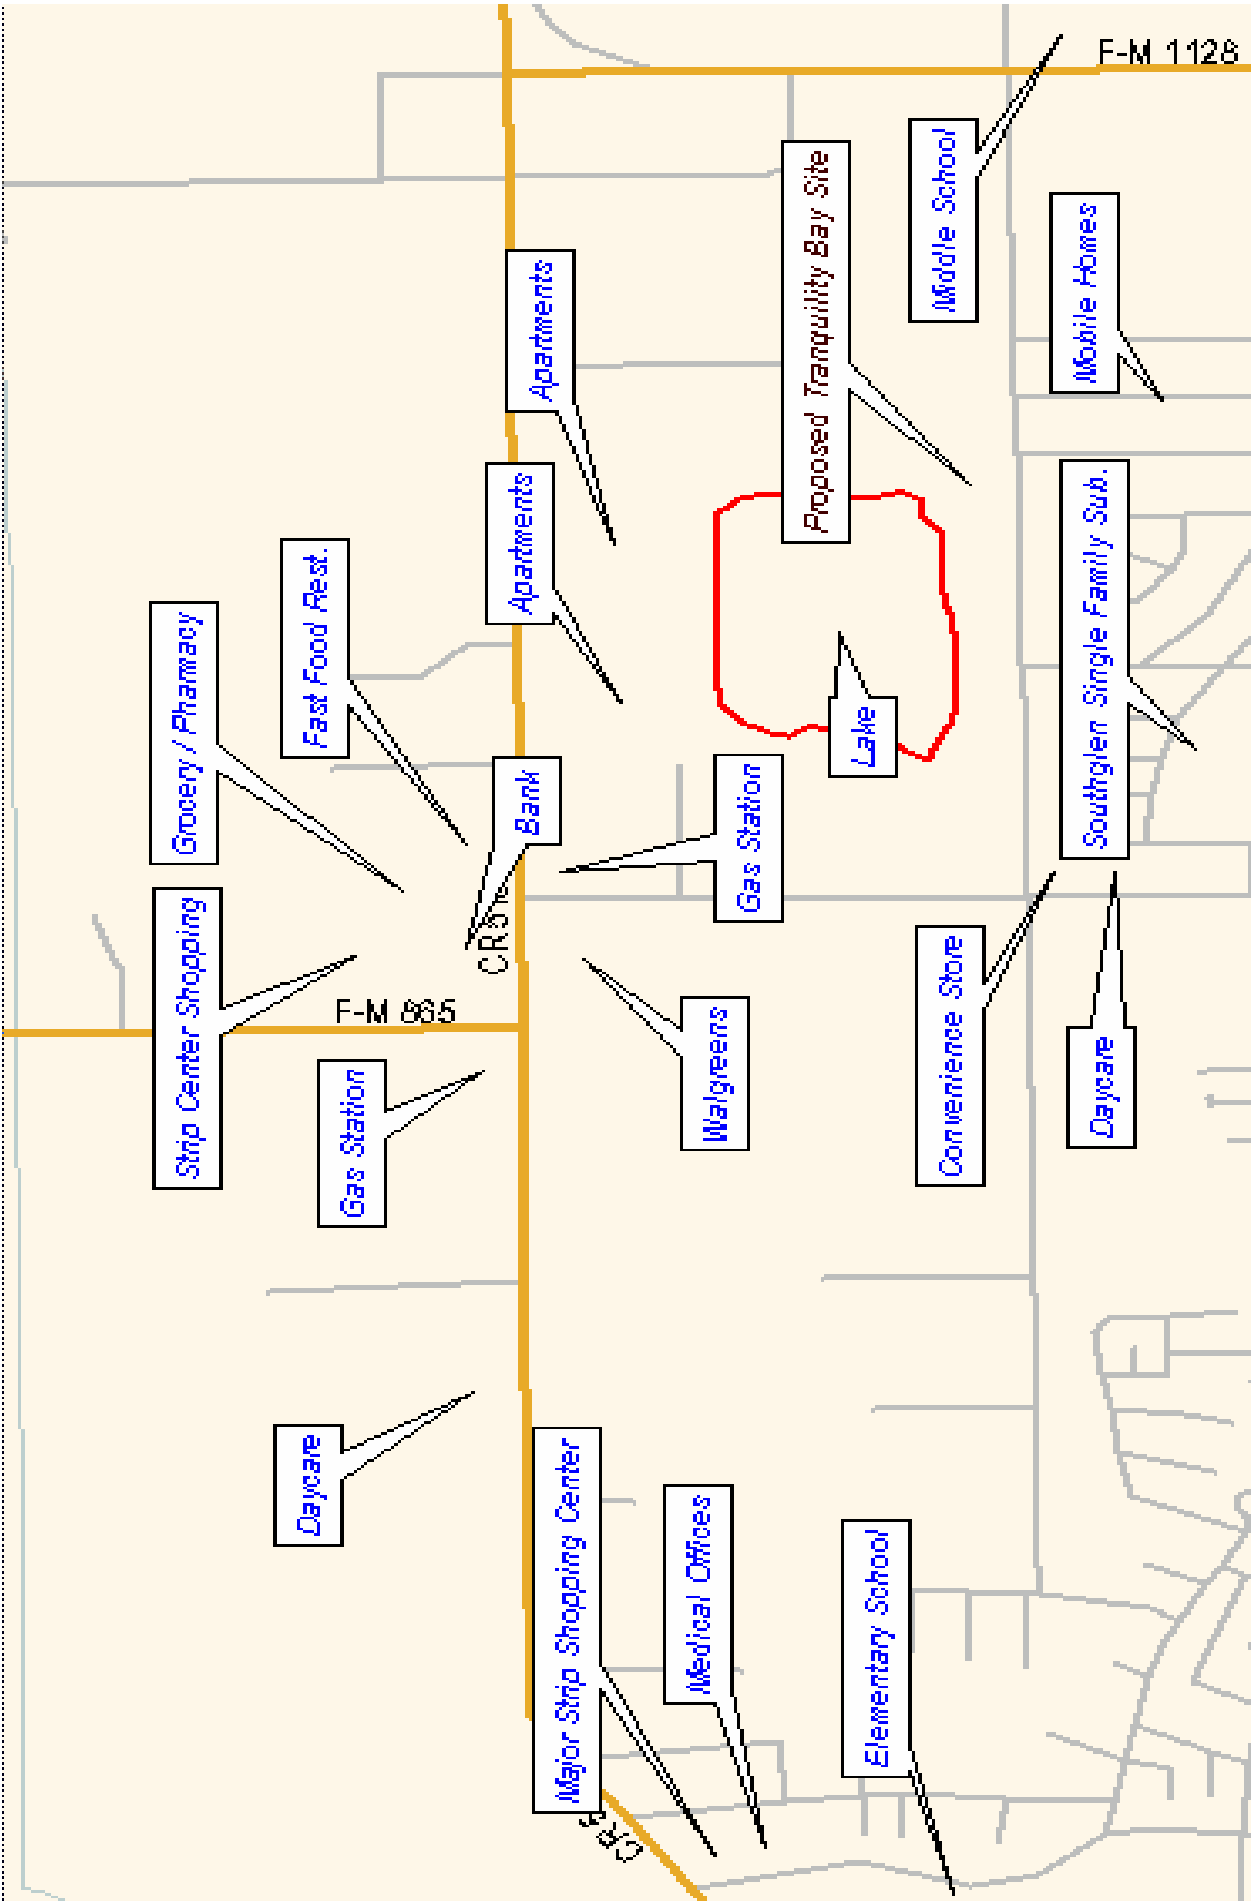 F-M 1128
Middle School
Proposed Tranquility Bay Site
Mobile Homes
Apartments
Apartments
Fast Food Rest.
Grocery / Pharmacy
Southglen Single Family Sub.
Lake
Bank
Gas Station
Strip Center Shopping
F-M 865
Walgreens
Convenience Store
Daycare
Gas Station
Daycare
Major Strip Shopping Center
Medical Offices
Elementary School